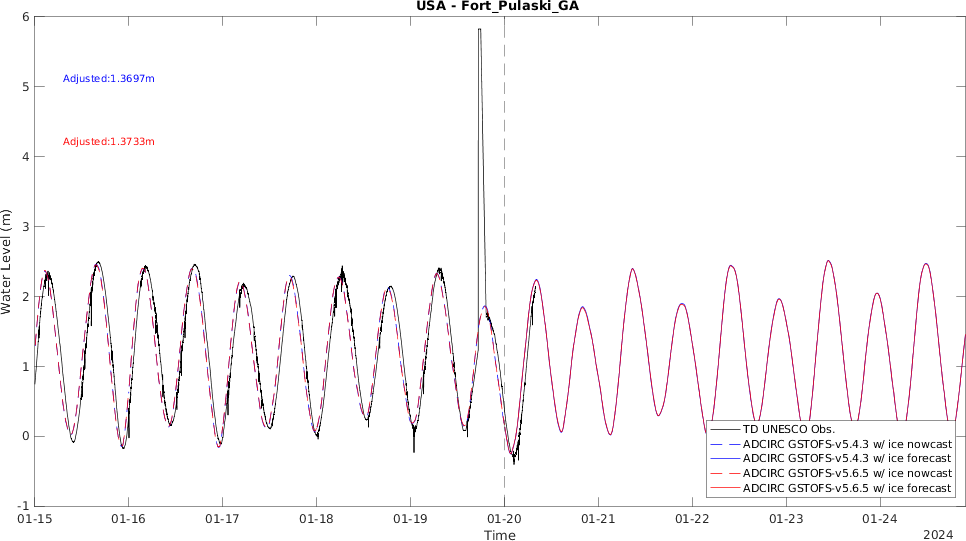 USA - Fort_Pulaski_GA
6
5
4
3
2
1
0
-1
Water Level (m)
Adjusted:1.3697m
Adjusted:1.3733m
TD UNESCO Obs.
ADCIRC GSTOFS-v5.4.3 w/ ice nowcast
ADCIRC GSTOFS-v5.4.3 w/ ice forecast
ADCIRC GSTOFS-v5.6.5 w/ ice nowcast
ADCIRC GSTOFS-v5.6.5 w/ ice forecast
01-15 01-16 01-17 01-18 01-19 01-20 01-21 01-22 01-23 01-24
Time
2024